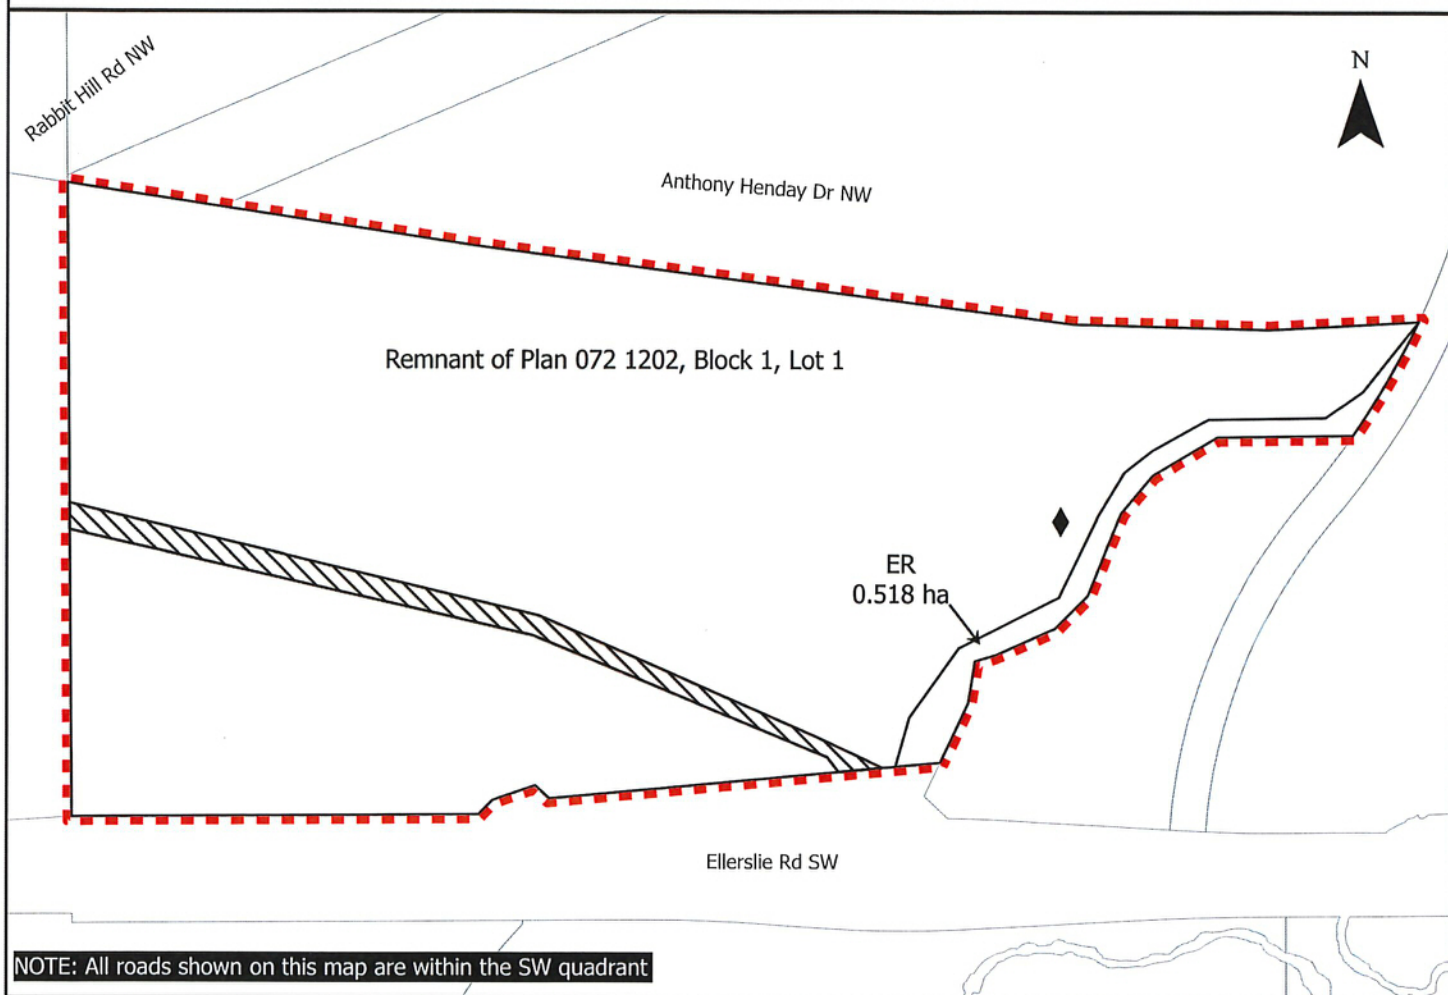 Rabbit Hill Rd NW
N
Anthony Henday Dr NW
Remnant of Plan 072 1202, Block 1, Lot 1
ER
0.518 ha
Ellerslie Rd SW
NOTE: All roads shown on this map are within the SW quadrant